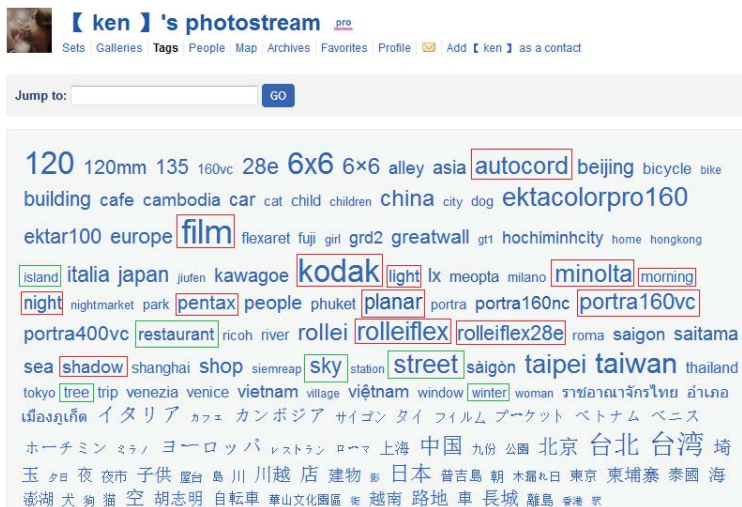 【 ken 】's photostream pro
Sets Galleries Tags People Map Archives Favorites Profile Add 【 ken 】 as a contact
Jump to: GO
120 120mm 135 160vc 28e 6x6 6×6 alley asia autocord beijing bicycle bike
building cafe cambodia car cat child children china city dog ektacolorpro160
ektar100 europe film flexaret fuji girl grd2 greatwall gt1 hochiminhcity home hongkong
island italia japan jiufen kawagoe kodak light lx meopta milano minolta morning
night nightmarket park pentax people phuket planar portra portra160nc portra160vc
portra400vc restaurant ricoh river rollei rolleiflex rolleiflex28e roma saigon saitama
sea shadow shanghai shop siemreap sky station street sàigòn taipei taiwan thailand
tokyo tree trip venezia venice vietnam village việtnam window winter woman ราชอาณาจักรไทย อําเภอ
เมืองภูเก็ต イタリア カフェ カンボジア サイゴン タイ フィルム プーケット ベトナム ベニス
ホーチミン ミラノ ヨーロッパ レストラン ローマ 上海 中国 九份 公園 北京 台北 台湾 埼
玉 夕日 夜 夜市 子供 屋台 島 川 川越 店 建物 影 日本 普吉島 朝 木漏れ日 東京 柬埔寨 泰國 海
澎湖 犬 狗 猫 空 胡志明 自転車 華山文化園區 街 越南 路地 車 長城 離島 香港